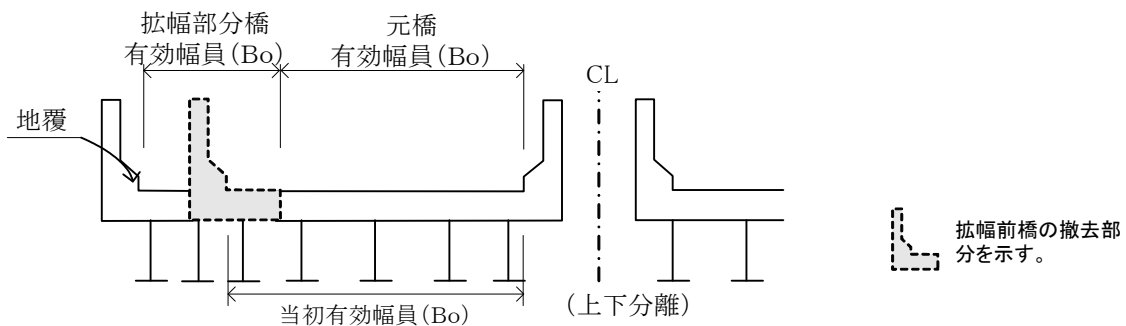 拡幅部分橋
有効幅員(Bo)
元橋
有効幅員(Bo)
CL
地覆
拡幅前橋の撤去部
分を示す。
当初有効幅員(Bo)
(上下分離)